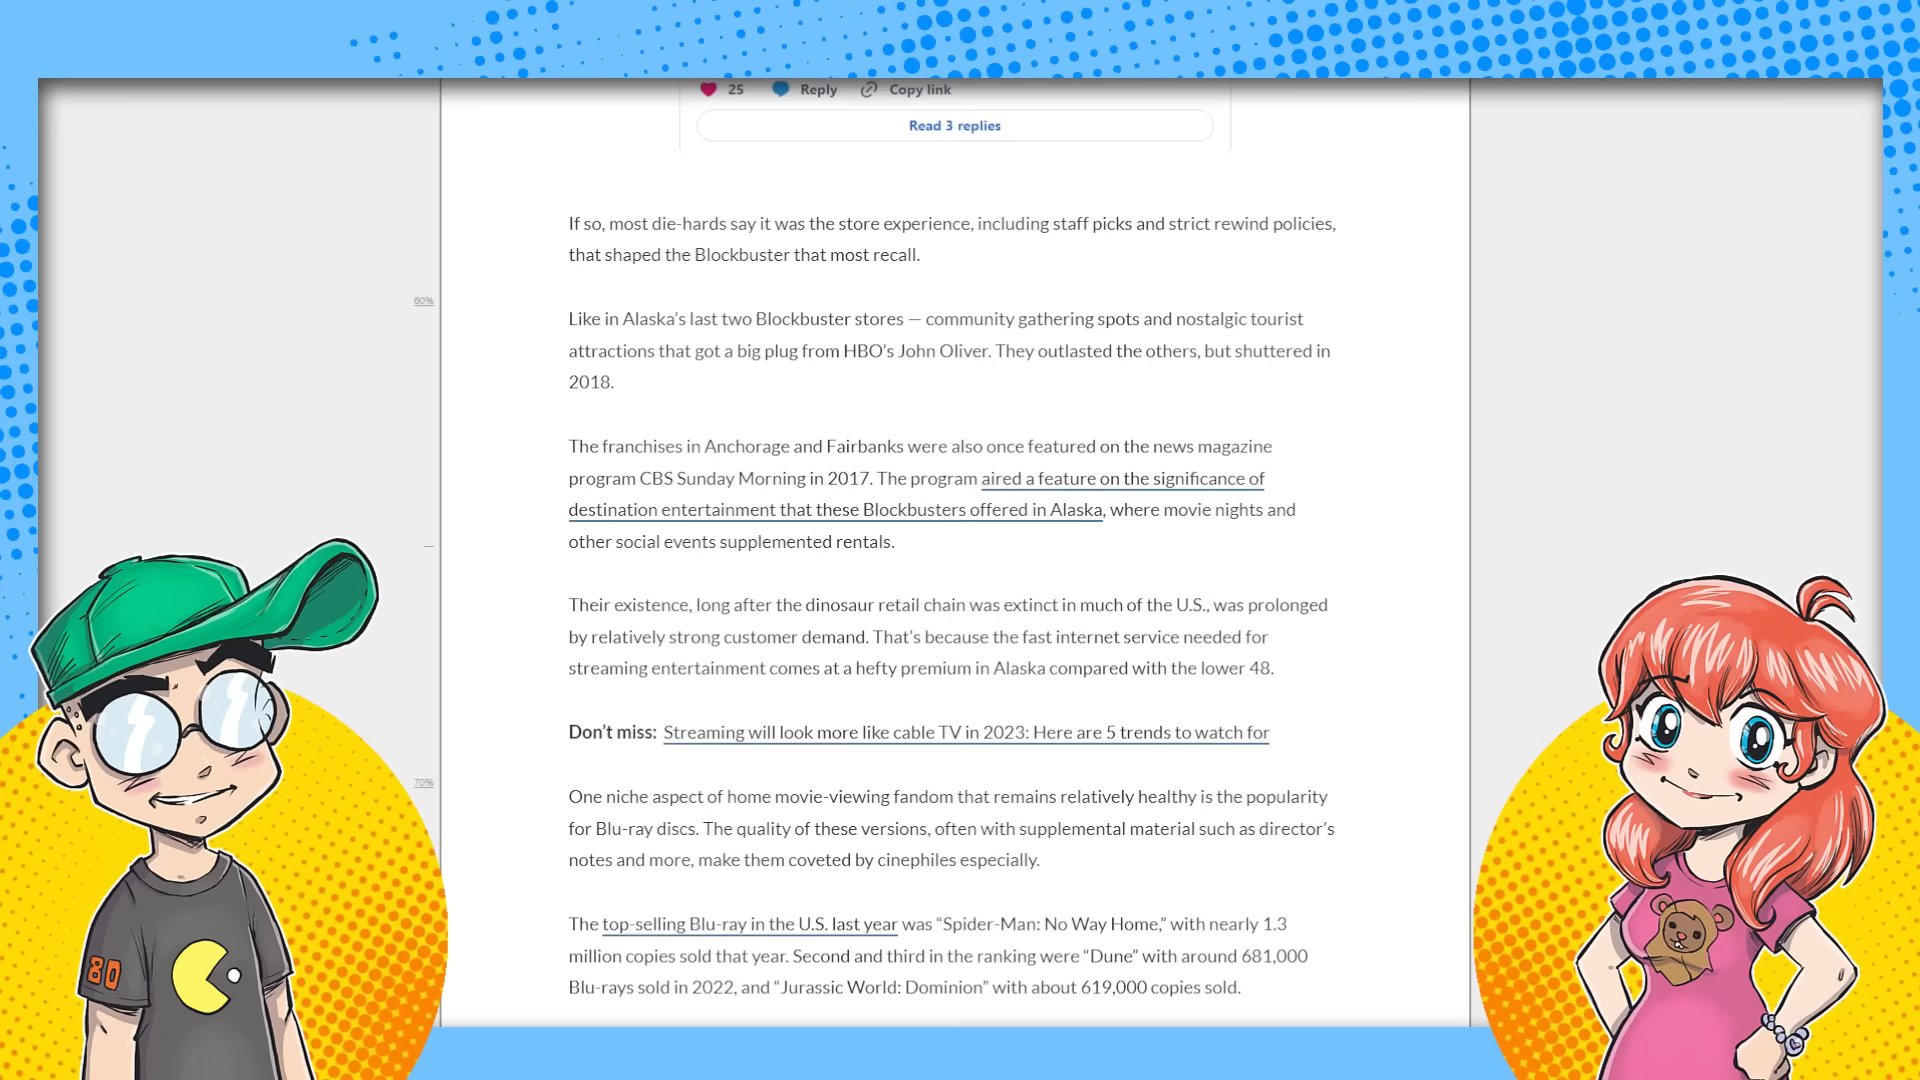 25 Reply Copy link
Read 3 replies
If so, most die-hards say it was the store experience, including staff picks and strict rewind policies,
that shaped the Blockbuster that most recall.
60%
Like in Alaska’s last two Blockbuster stores — community gathering spots and nostalgic tourist
attractions that got a big plug from HBO’s John Oliver. They outlasted the others, but shuttered in
2018.
The franchises in Anchorage and Fairbanks were also once featured on the news magazine
program CBS Sunday Morning in 2017. The program aired a feature on the significance of
destination entertainment that these Blockbusters offered in Alaska, where movie nights and
other social events supplemented rentals.
Their existence, long after the dinosaur retail chain was extinct in much of the U.S., was prolonged
by relatively strong customer demand. That’s because the fast internet service needed for
streaming entertainment comes at a hefty premium in Alaska compared with the lower 48.
Don’t miss: Streaming will look more like cable TV in 2023: Here are 5 trends to watch for
70%
One niche aspect of home movie-viewing fandom that remains relatively healthy is the popularity
for Blu-ray discs. The quality of these versions, often with supplemental material such as director’s
notes and more, make them coveted by cinephiles especially.
The top-selling Blu-ray in the U.S. last year was “Spider-Man: No Way Home,” with nearly 1.3
million copies sold that year. Second and third in the ranking were “Dune” with around 681,000
Blu-rays sold in 2022, and “Jurassic World: Dominion” with about 619,000 copies sold.
80